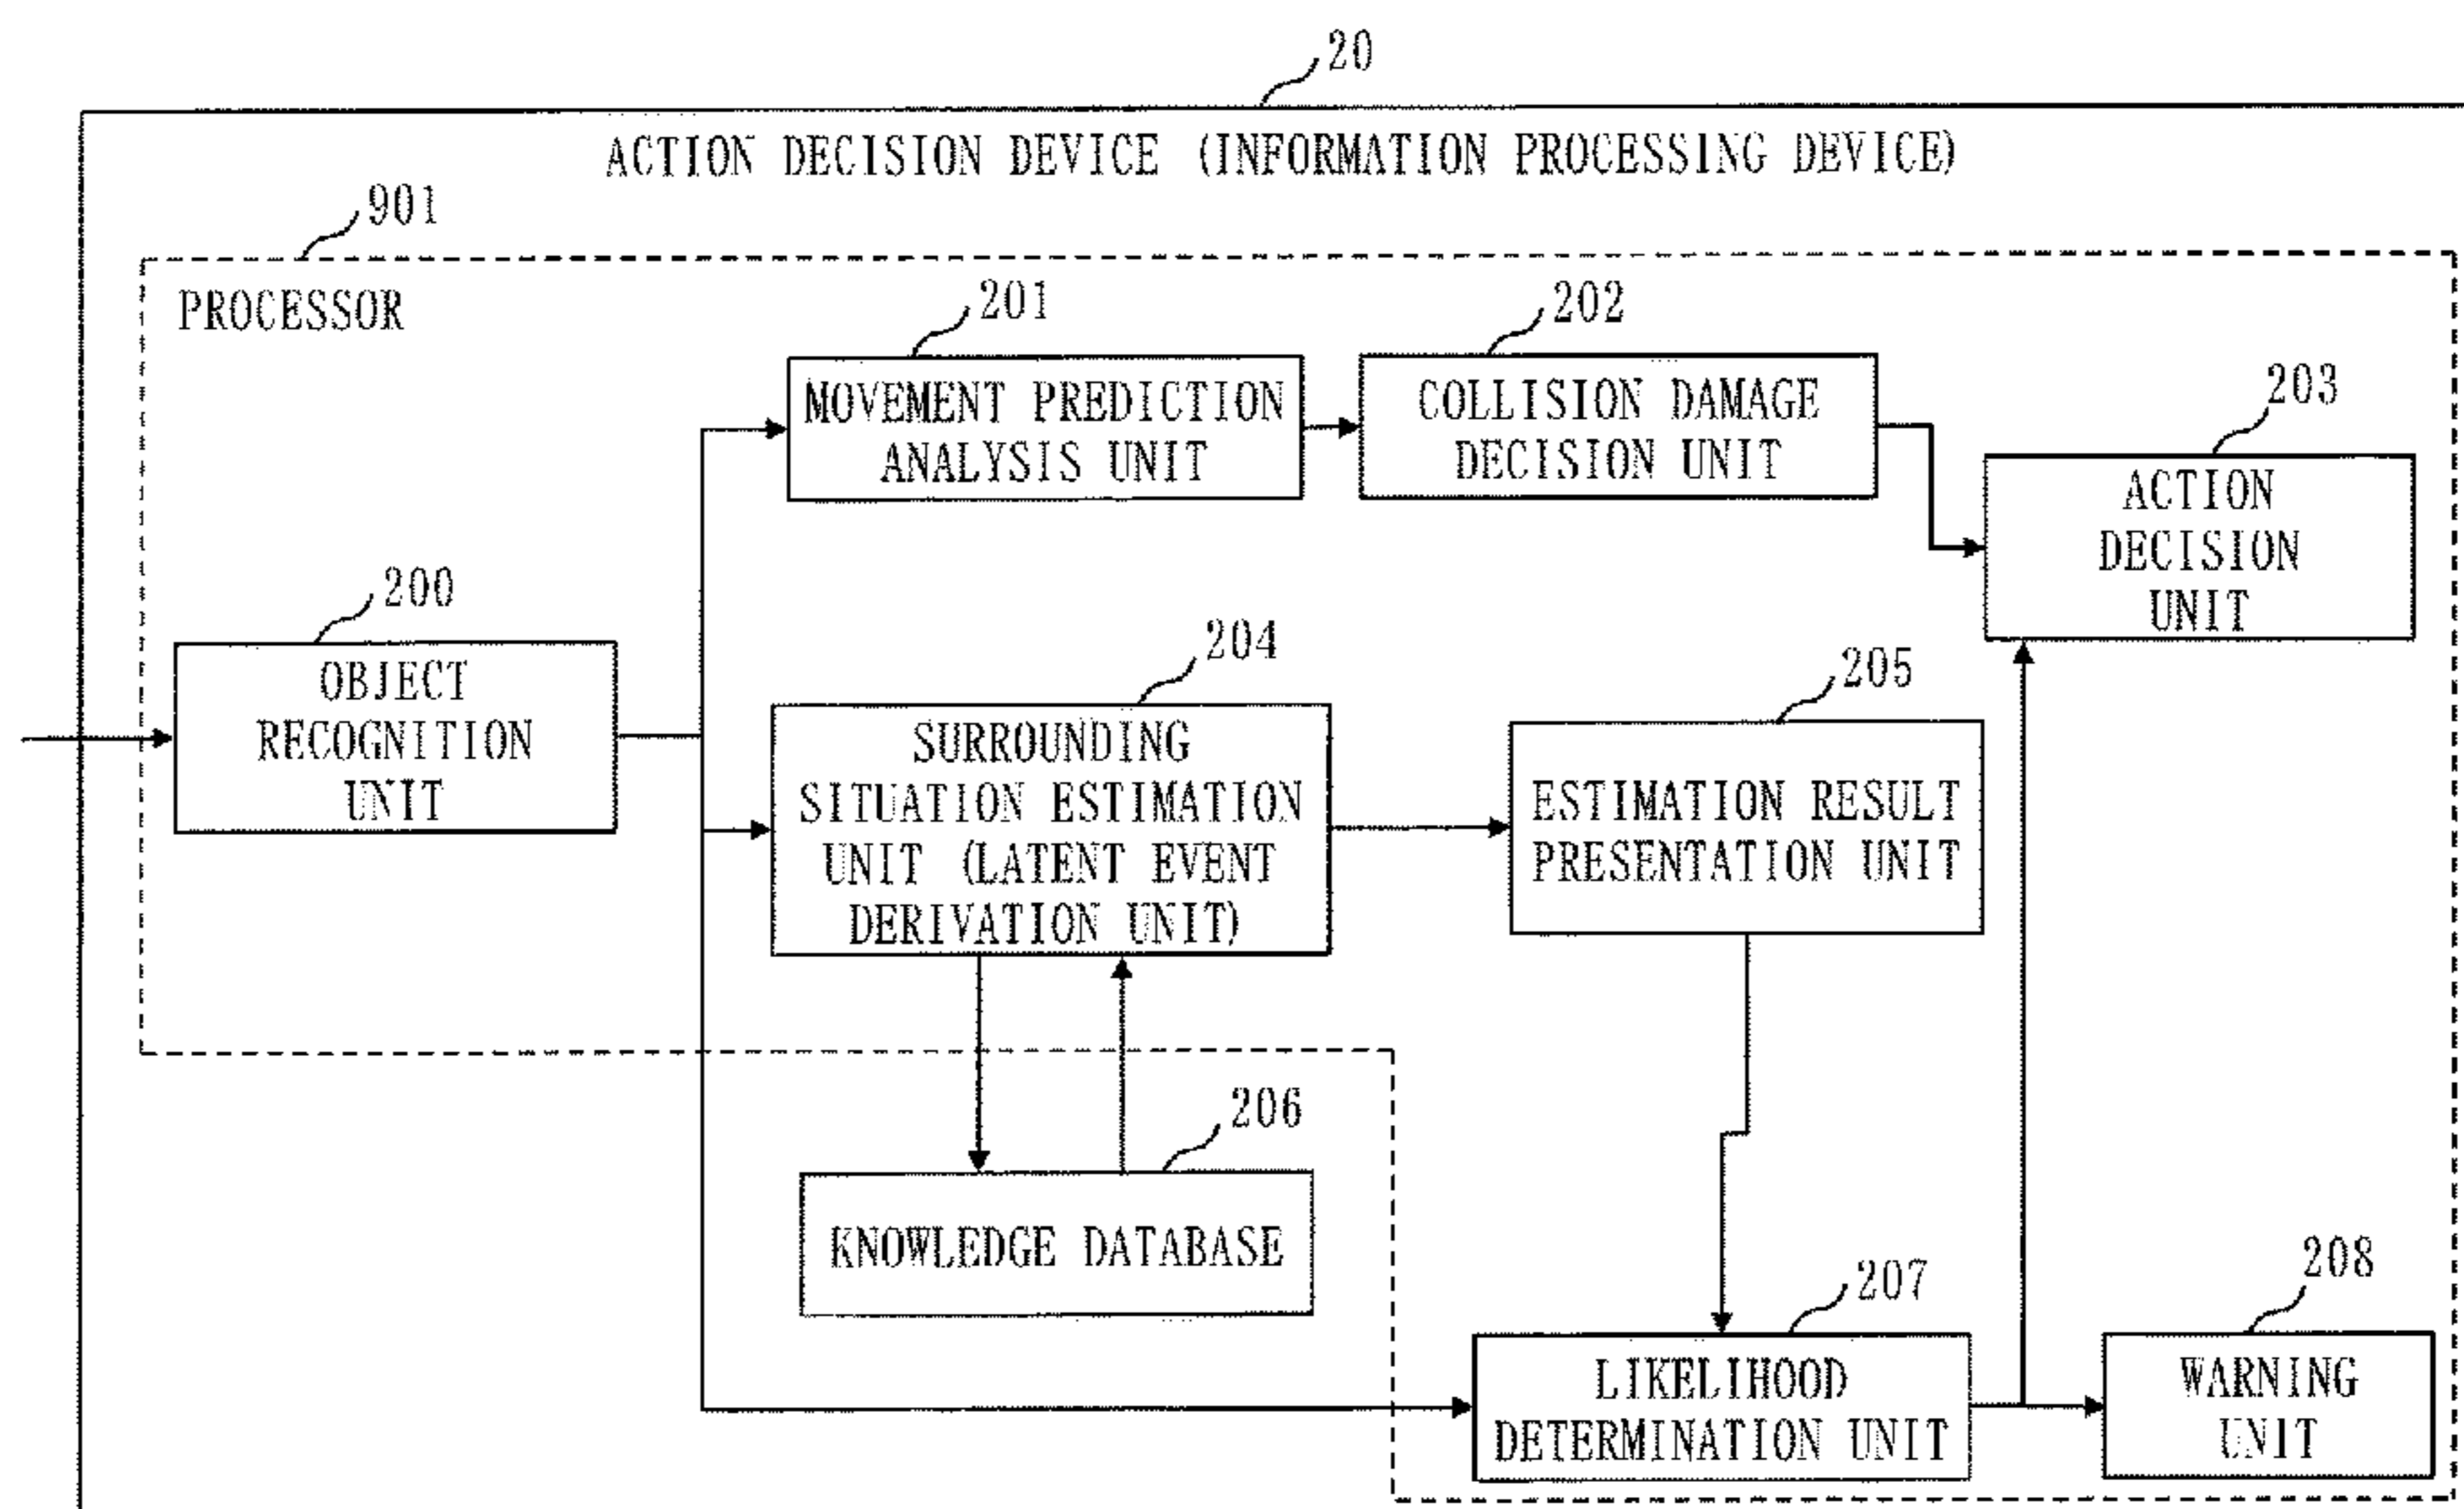 20
ACTION DECISION DEVICE (INFORMATION PROCESSING DEVICE)
901
PROCESSOR
201
MOVEMENT PREDICTION
ANALYSIS UNIT
202
COLLISION DAMAGE
DECISION UNIT
203
ACTION
DECISION
UNIT
200
OBJECT
RECOGNITION
UNIT
204
SURROUNDING
SITUATION ESTIMATION
UNIT (LATENT EVENT
DERIVATION UNIT)
205
ESTIMATION RESULT
PRESENTATION UNIT
206
KNOWLEDGE DATABASE
207
LIKELIHOOD
DETERMINATION UNIT
208
WARNING
UNIT